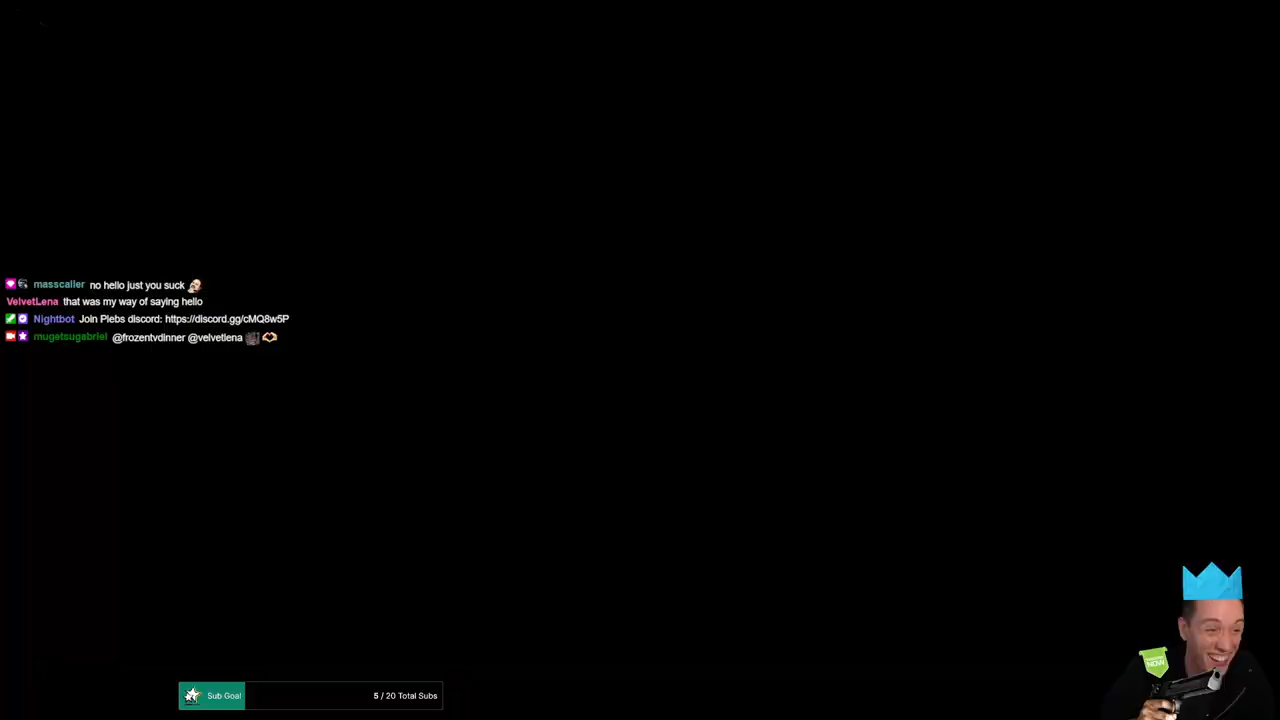 masscaller no hello just you suck
VelvetLena that was my way of saying hello
Nightbot Join Plebs discord: https://discord.gg/cMQ8w5P
mugetsugabriel @frozentvdinner @velvetlena
NOW
Sub Goal 5 / 20 Total Subs